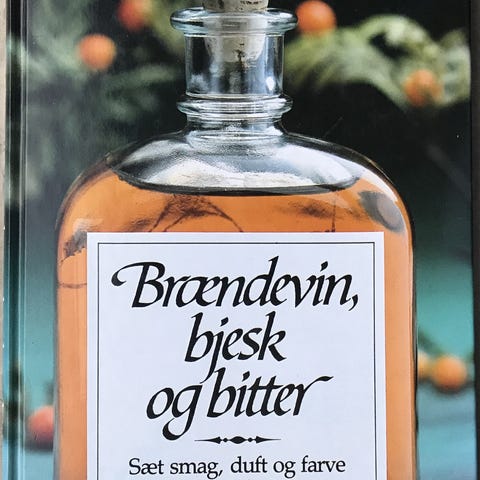 Brændevin,
bjesk
og bitter
Sæt smag, duft og farve